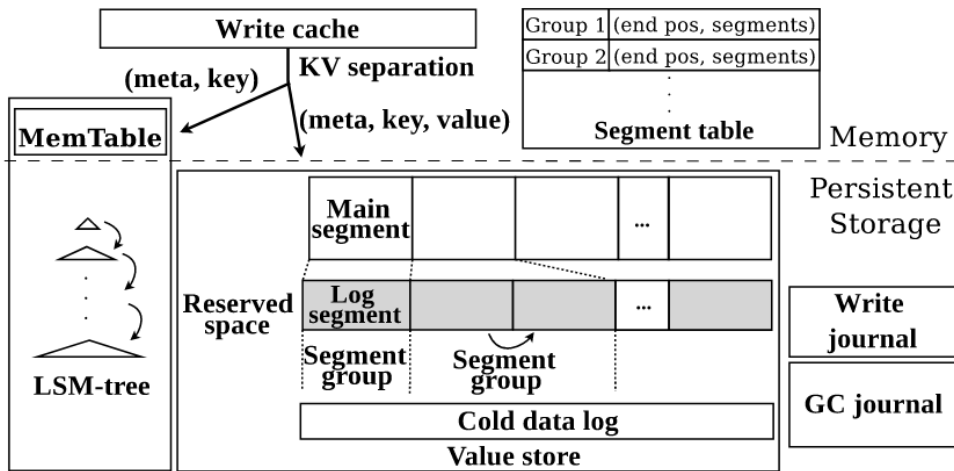 Write cache
KV separation
(meta, key)
(meta, key, value)
Group 1 (end pos, segments)
Group 2 (end pos, segments)
.
.
.
Segment table
Memory
MemTable
.
.
.
LSM-tree
Persistent
Storage
Main
segment
...
Reserved
space
Log
segment
...
Segment
group
Segment
group
Cold data log
Value store
Write
journal
GC journal